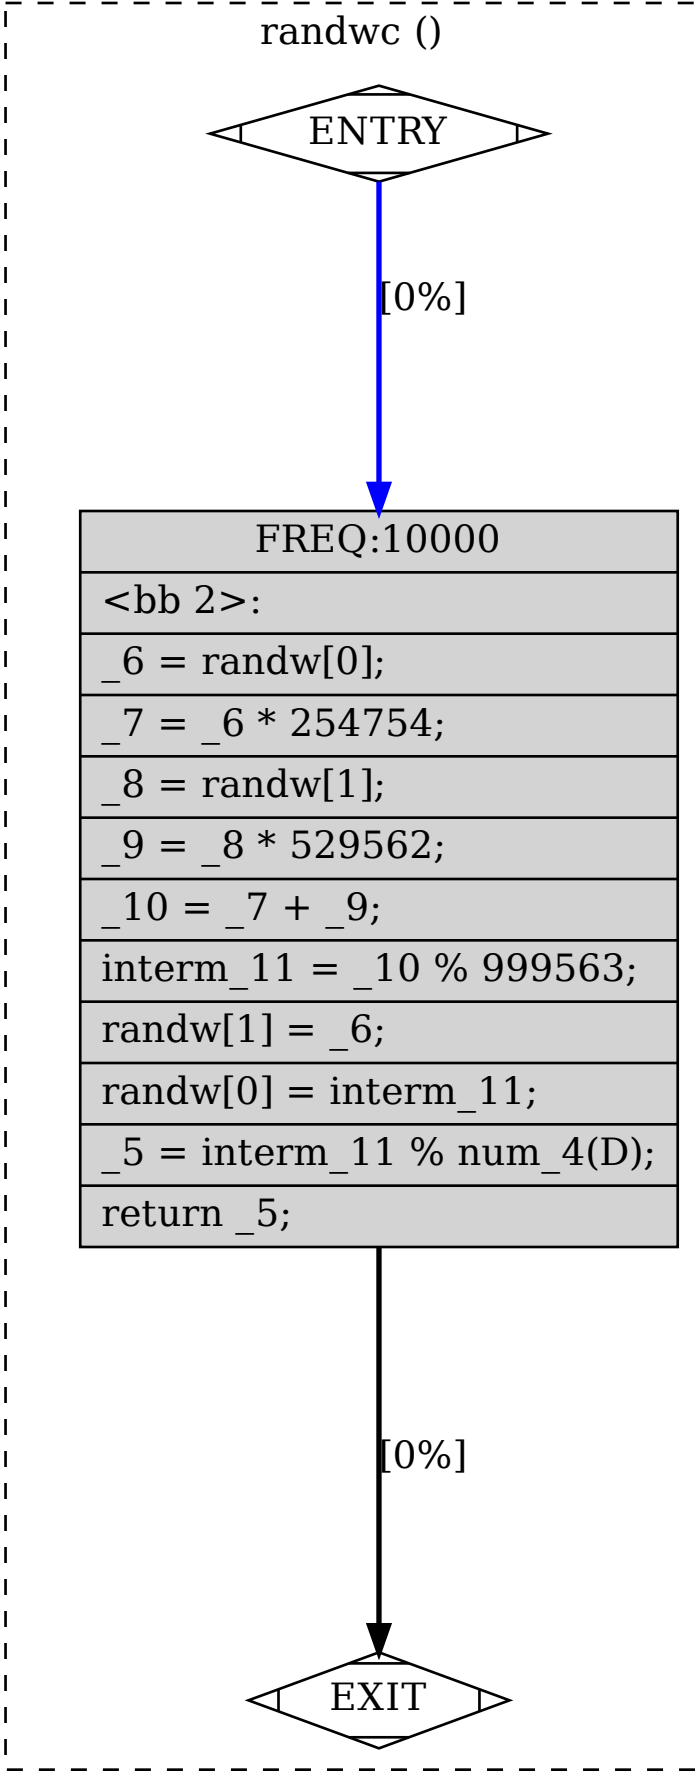 randwc ()
ENTRY
[0%]
FREQ:10000
<bb 2>:
_6 = randw[0];
_7 = _6 * 254754;
_8 = randw[1];
_9 = _8 * 529562;
_10 = _7 + _9;
interm_11 = _10 % 999563;
randw[1] = _6;
randw[0] = interm_11;
_5 = interm_11 % num_4(D);
return _5;
[0%]
EXIT